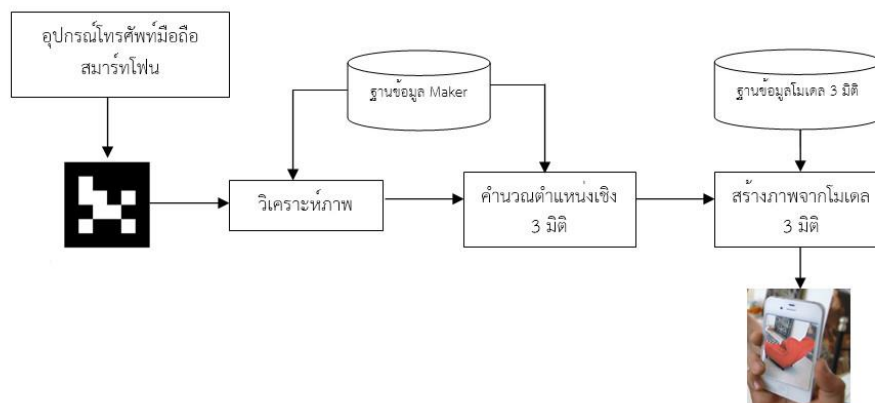 อุปกรณ์โทรศัพท์มือถือ
สมาร์ทโฟน
ฐานข้อมูล Maker
ฐานข้อมูลโมเดล 3 มิติ
วิเคราะห์ภาพ
คำนวณตำแหน่งเชิง
3 มิติ
สร้างภาพจากโมเดล
3 มิติ